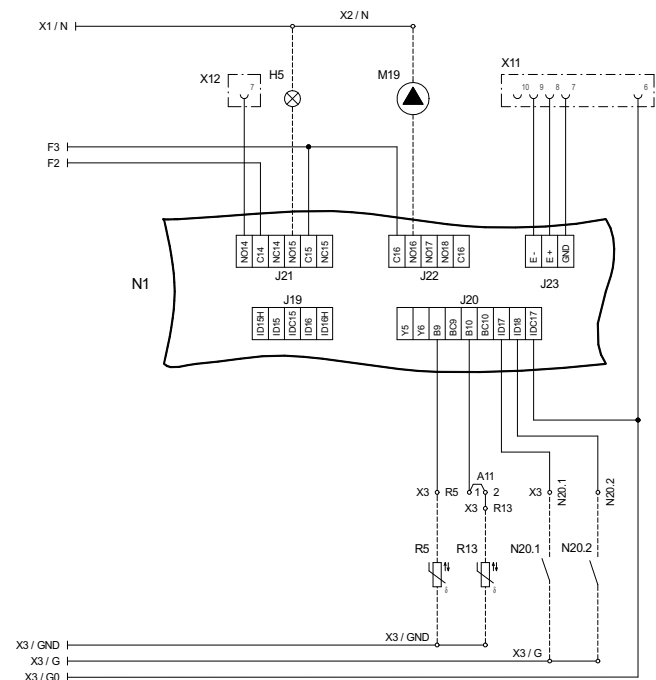 X1 / N
X2 / N
X12
7
H5
M19
X11
10 9 8 7 6
F3
F2
N1
NO14 C14 NC14 NO15 C15 NC15
J21
C16 NO16 NO17 NO18 C16
J22
E - E + GND
J23
J19
ID15H ID15 IDC15 ID16 ID16H
J20
Y5 Y6 B9 BC9 B10 BC10 ID17 ID18 IDC17
A11
X3 R5 1 2 X3 N20.1 N20.2
X3 R13
R5 R13 N20.1 N20.2
X3 / GND X3 / GND
X3 / G X3 / G
X3 / G0